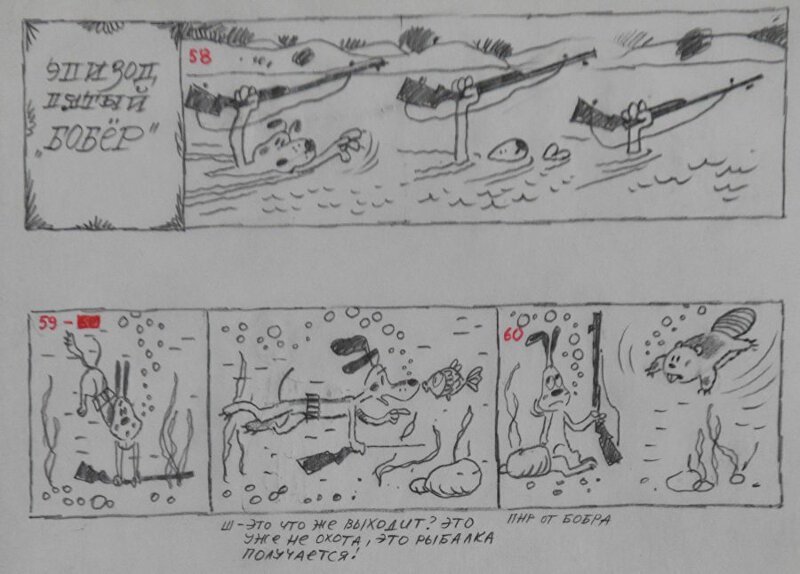 ЭПИЗОД
ПЯТЫЙ
„БОБЁР"
58
59 -
60
Ш-ЭТО ЧТО ЖЕ ВЫХОДИТ? ЭТО
УЖЕ НЕ ОХОТА, ЭТО РЫБАЛКА
ПОЛУЧАЕТСЯ!
ПНР ОТ БОБРА